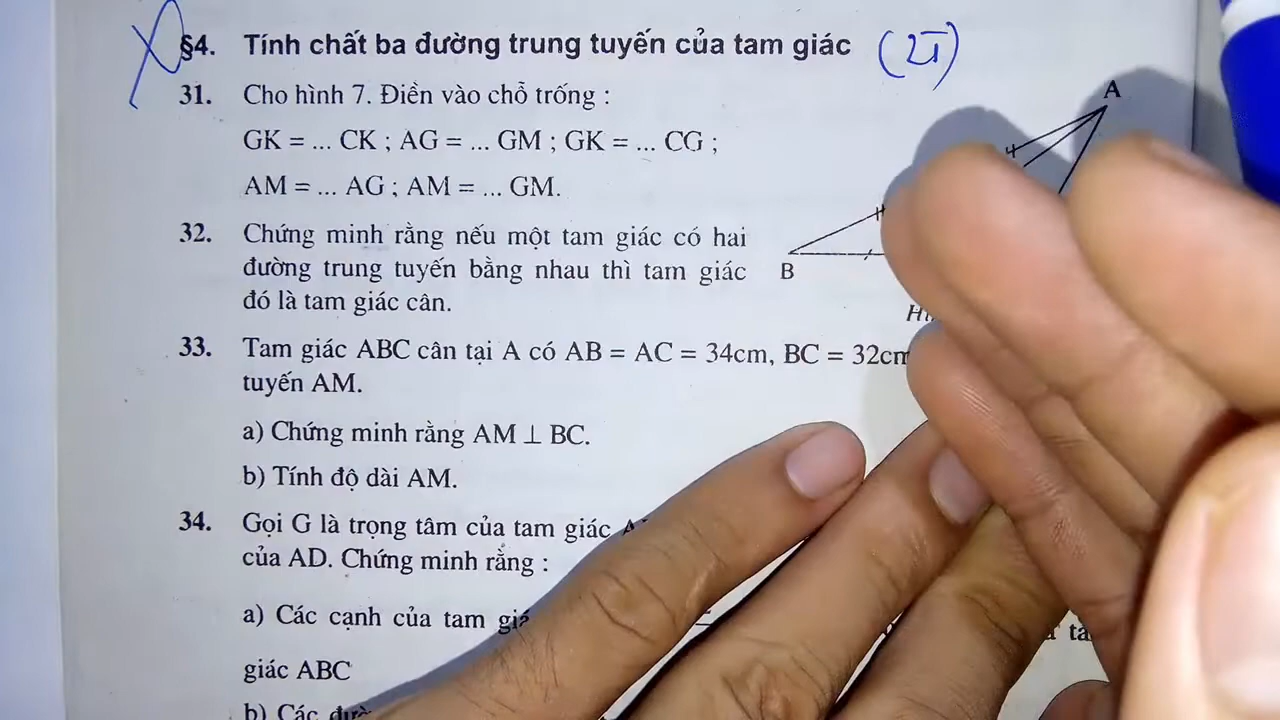 §4. Tính chất ba đường trung tuyến của tam giác (2T)
31. Cho hình 7. Điền vào chỗ trống :
GK = ... CK ; AG = ... GM ; GK = ... CG ;
AM = ... AG ; AM = ... GM.
A
B
32. Chứng minh rằng nếu một tam giác có hai
đường trung tuyến bằng nhau thì tam giác
đó là tam giác cân.
33. Tam giác ABC cân tại A có AB = AC = 34cm, BC = 32cm
tuyến AM.
a) Chứng minh rằng AM ⊥ BC.
b) Tính độ dài AM.
34. Gọi G là trọng tâm của tam giác
của AD. Chứng minh rằng :
a) Các cạnh của tam
giác ABC
b) Các